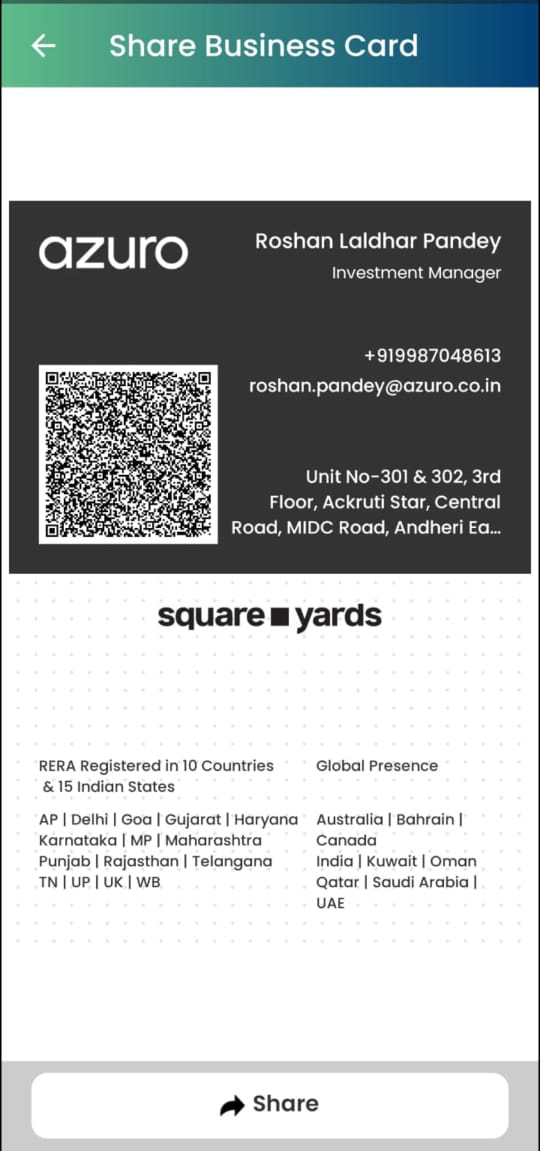 Share Business Card
azuro
Roshan Laldhar Pandey
Investment Manager
+919987048613
roshan.pandey@azuro.co.in
Unit No-301 & 302, 3rd
Floor, Ackruti Star, Central
Road, MIDC Road, Andheri Ea...
square yards
RERA Registered in 10 Countries
& 15 Indian States
AP | Delhi | Goa | Gujarat | Haryana
Karnataka | MP | Maharashtra
Punjab | Rajasthan | Telangana
TN | UP | UK | WB
Global Presence
Australia | Bahrain |
Canada
India | Kuwait | Oman
Qatar | Saudi Arabia |
UAE
Share